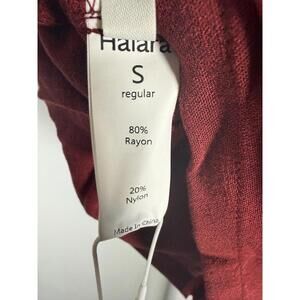 Halara
S
regular
80%
Rayon
20%
Nylon
Made In China